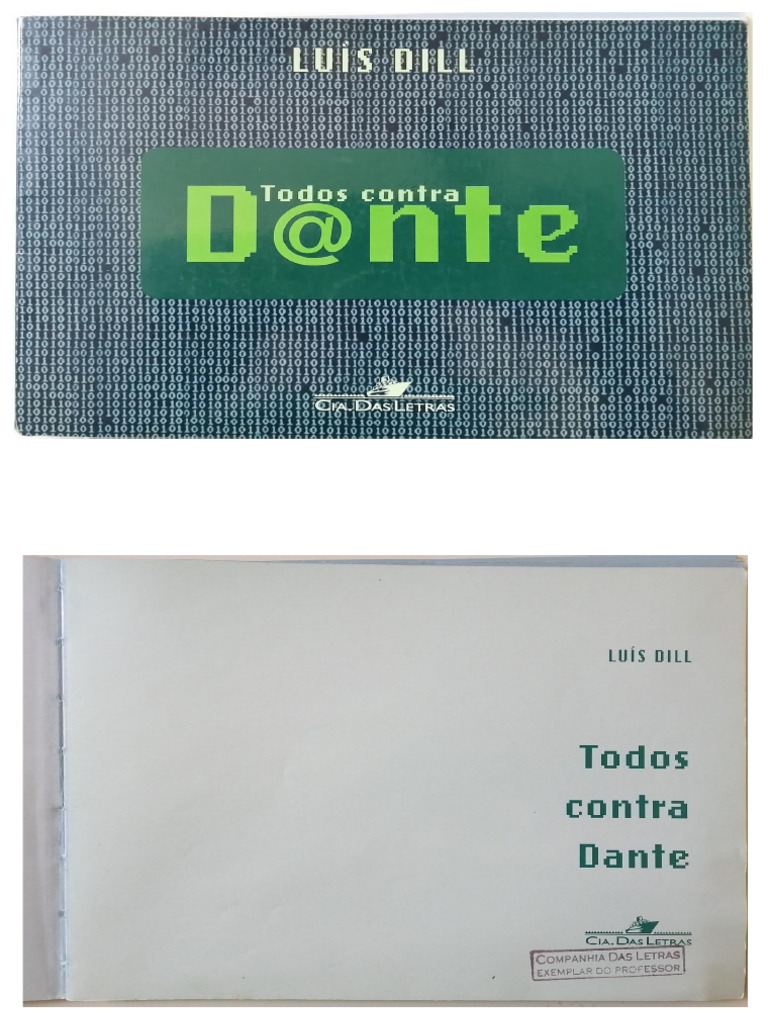 LUÍS DILL
Todos contra
D@nte
CIA. DAS LETRAS
LUÍS DILL
Todos
contra
Dante
CIA. DAS LETRAS
COMPANHIA DAS LETRAS
EXEMPLAR DO PROFESSOR